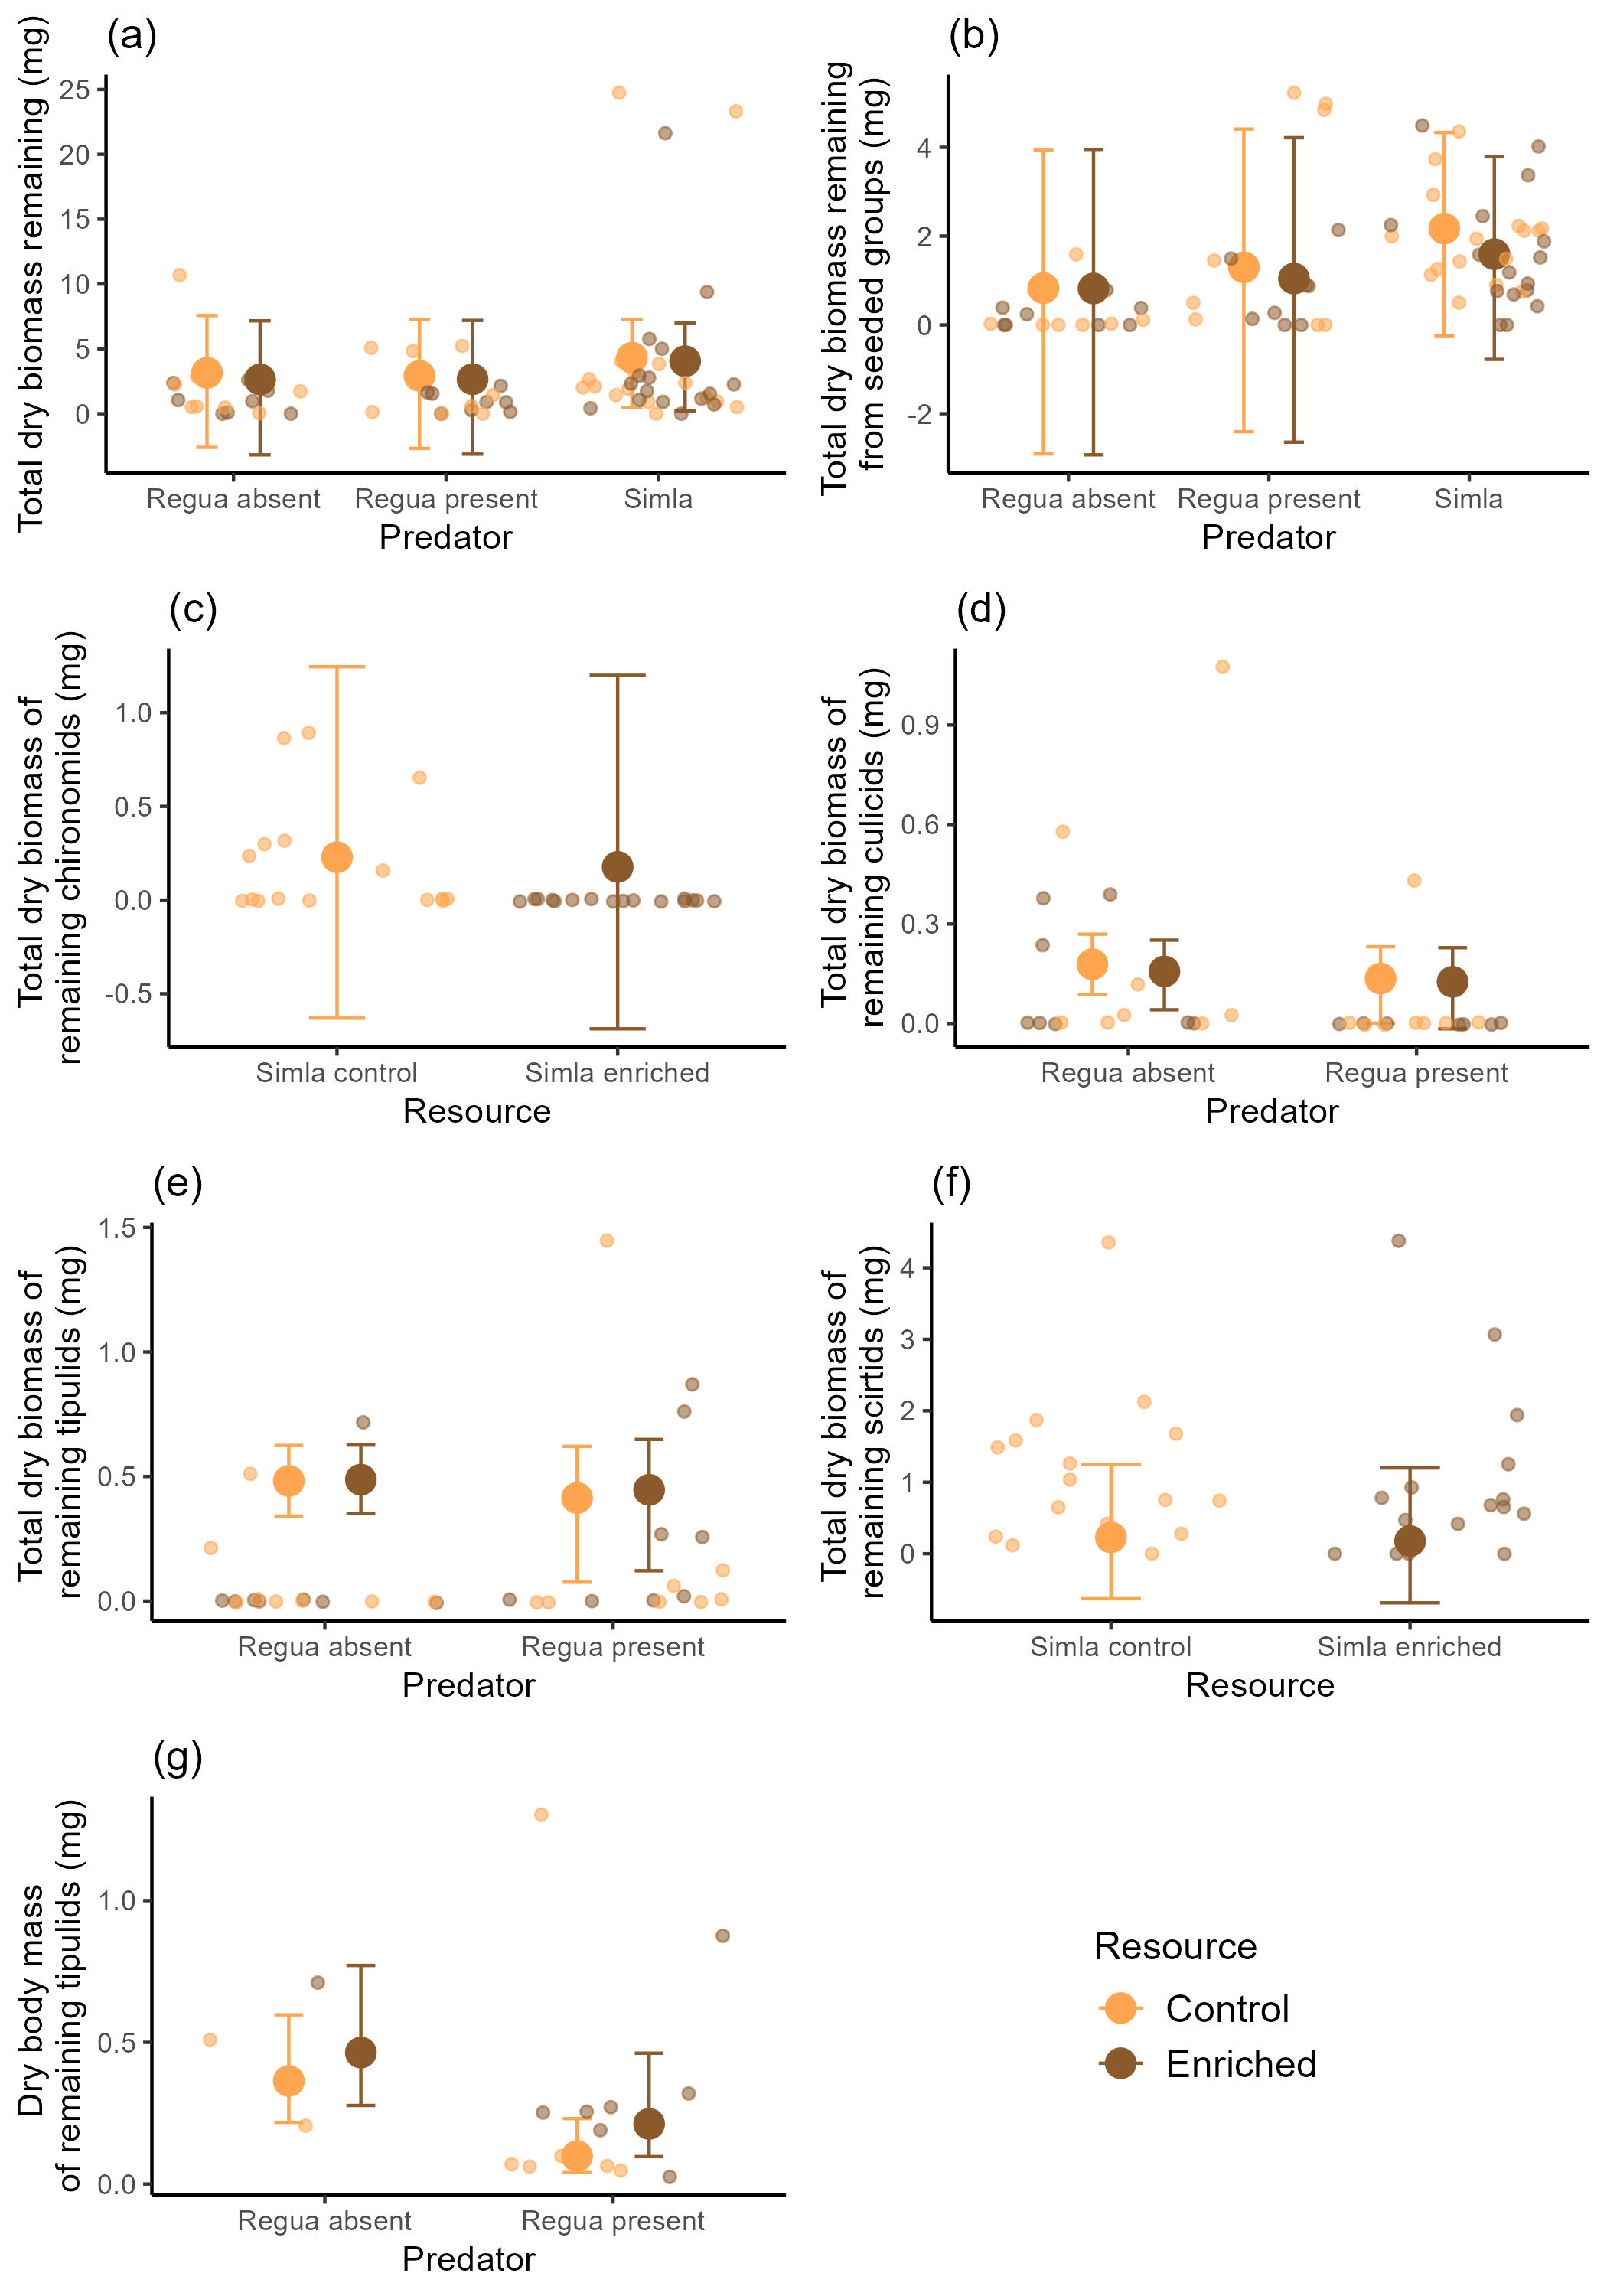 (a)
Total dry biomass remaining (mg)
25
20
15
10
5
0
Regua absent
Regua present
Simla
Predator
(b)
Total dry biomass remaining
from seeded groups (mg)
4
2
0
-2
Regua absent
Regua present
Simla
Predator
(c)
Total dry biomass of
remaining chironomids (mg)
1.0
0.5
0.0
-0.5
Simla control
Simla enriched
Resource
(d)
Total dry biomass of
remaining culicids (mg)
0.9
0.6
0.3
0.0
Regua absent
Regua present
Predator
(e)
Total dry biomass of
remaining tipulids (mg)
1.5
1.0
0.5
0.0
Regua absent
Regua present
Predator
(f)
Total dry biomass of
remaining scirtids (mg)
4
3
2
1
0
Simla control
Simla enriched
Resource
(g)
Dry body mass
of remaining tipulids (mg)
1.0
0.5
0.0
Regua absent
Regua present
Predator
Resource
Control
Enriched